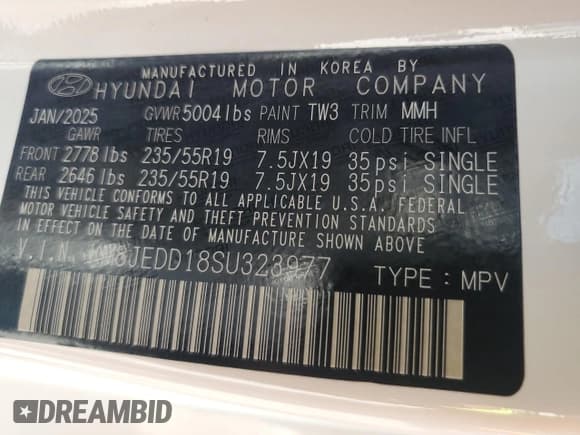 MANUFACTURED IN KOREA BY
HYUNDAI MOTOR COMPANY
JAN/2025 GVWR 5004lbs PAINT TW3 TRIM MMH
GAWR TIRES RIMS COLD TIRE INFL
FRONT 2778lbs 235/55R19 7.5JX19 35psi SINGLE
REAR 2646lbs 235/55R19 7.5JX19 35psi SINGLE
THIS VEHICLE CONFORMS TO ALL APPLICABLE U.S.A. FEDERAL
MOTOR VEHICLE SAFETY AND THEFT PREVENTION STANDARDS
IN EFFECT ON THE DATE OF MANUFACTURE SHOWN ABOVE.
V.I.N. KM8JEDD18SU323977 TYPE : MPV
DREAMBID